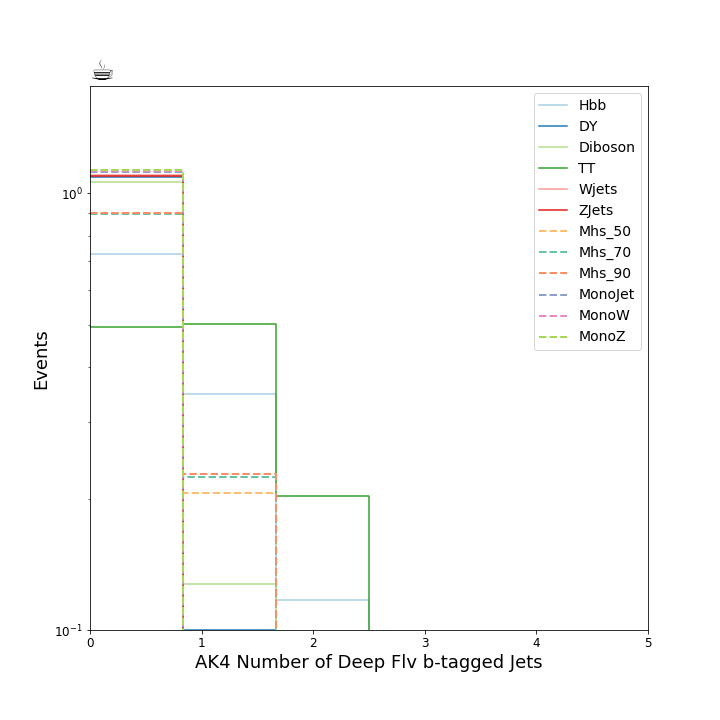 ☕
10⁰
10⁻¹
0 1 2 3 4 5
Events
AK4 Number of Deep Flv b-tagged Jets
Hbb
DY
Diboson
TT
Wjets
ZJets
Mhs_50
Mhs_70
Mhs_90
MonoJet
MonoW
MonoZ